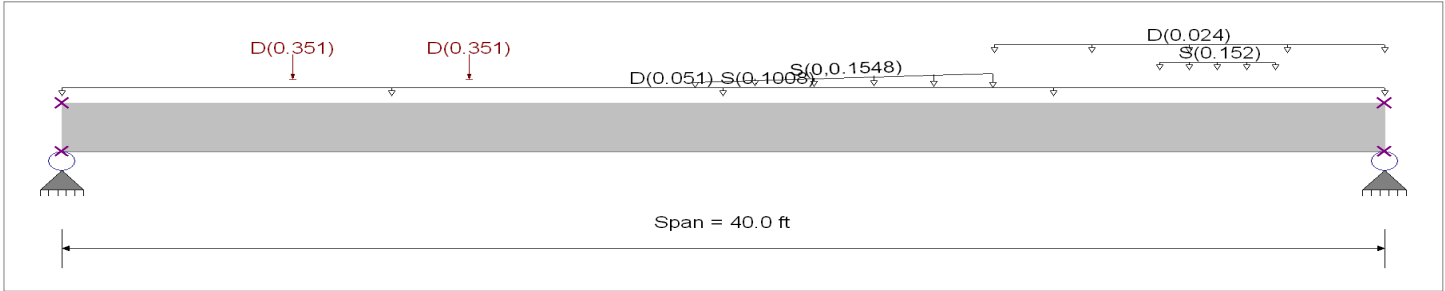 D(0.024)
D(0.351)
D(0.351)
S(0.152)
S(0,0.1548)
D(0.051) S(0.1008)
Span = 40.0 ft